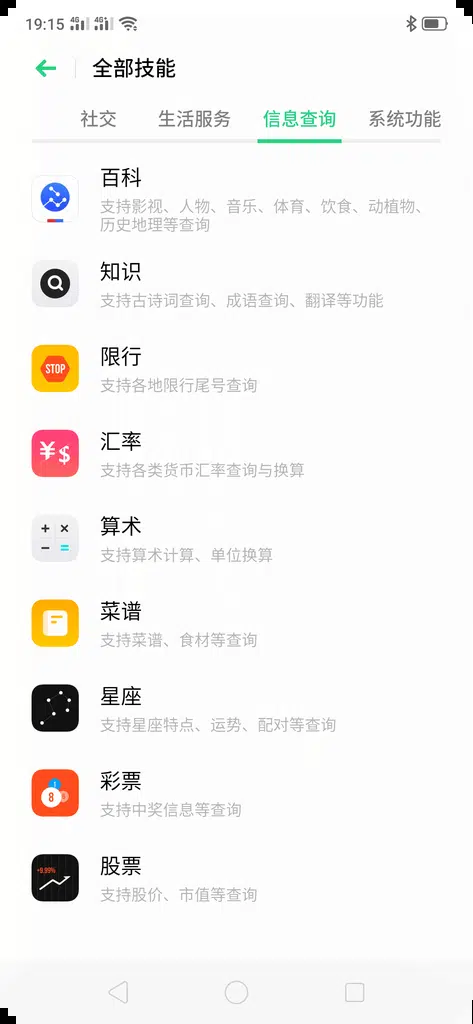 19:15 4G 4G
全部技能
社交 生活服务 信息查询 系统功能
百科
支持影视、人物、音乐、体育、饮食、动植物、
历史地理等查询
知识
支持古诗词查询、成语查询、翻译等功能
STOP
限行
支持各地限行尾号查询
¥$
汇率
支持各类货币汇率查询与换算
+ ×
− =
算术
支持算术计算、单位换算
菜谱
支持菜谱、食材等查询
星座
支持星座特点、运势、配对等查询
8
彩票
支持中奖信息等查询
+9.99%
股票
支持股价、市值等查询